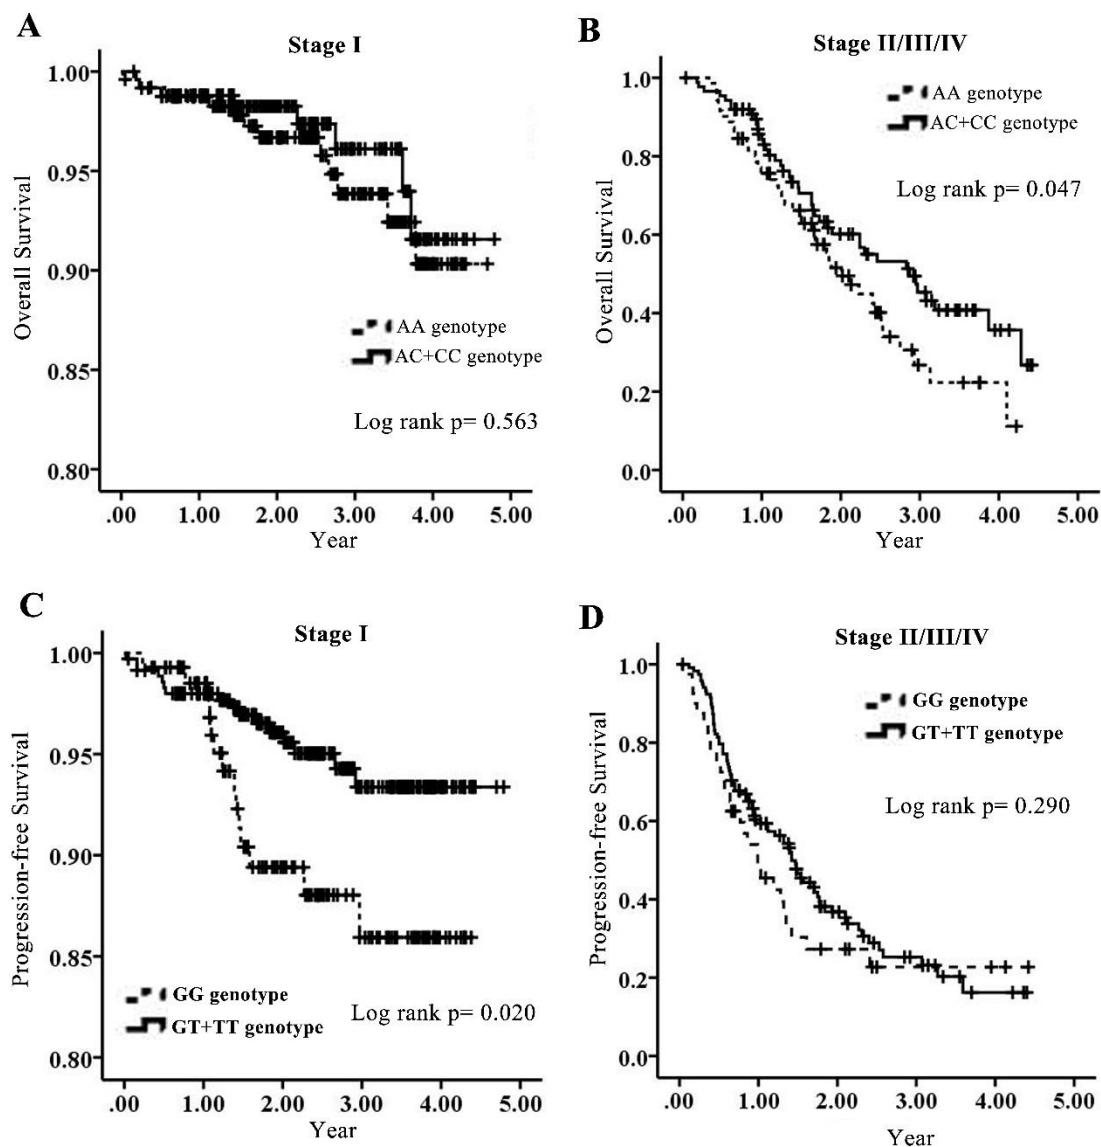 A
Stage I
1.00
0.95
0.90
0.85
0.80
Overall Survival
AA genotype
AC+CC genotype
Log rank p= 0.563
.00 1.00 2.00 3.00 4.00 5.00
Year
B
Stage II/III/IV
1.0
0.8
0.6
0.4
0.2
0.0
Overall Survival
AA genotype
AC+CC genotype
Log rank p= 0.047
.00 1.00 2.00 3.00 4.00 5.00
Year
C
Stage I
1.00
0.95
0.90
0.85
0.80
Progression-free Survival
GG genotype
GT+TT genotype
Log rank p= 0.020
.00 1.00 2.00 3.00 4.00 5.00
Year
D
Stage II/III/IV
1.0
0.8
0.6
0.4
0.2
0.0
Progression-free Survival
GG genotype
GT+TT genotype
Log rank p= 0.290
.00 1.00 2.00 3.00 4.00 5.00
Year